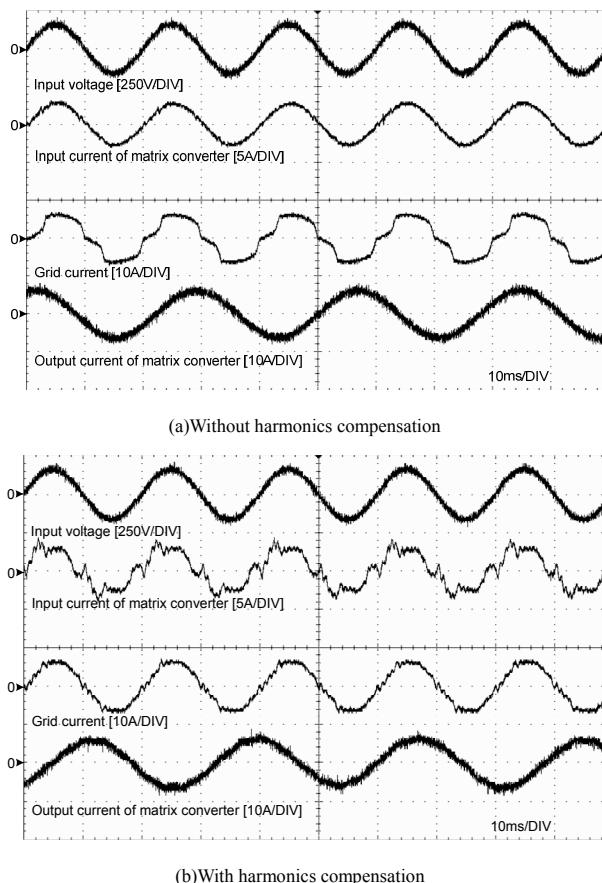 0
Input voltage [250V/DIV]
0
Input current of matrix converter [5A/DIV]
0
Grid current [10A/DIV]
0
Output current of matrix converter [10A/DIV]
10ms/DIV
(a)Without harmonics compensation
0
Input voltage [250V/DIV]
0
Input current of matrix converter [5A/DIV]
0
Grid current [10A/DIV]
0
Output current of matrix converter [10A/DIV]
10ms/DIV
(b)With harmonics compensation